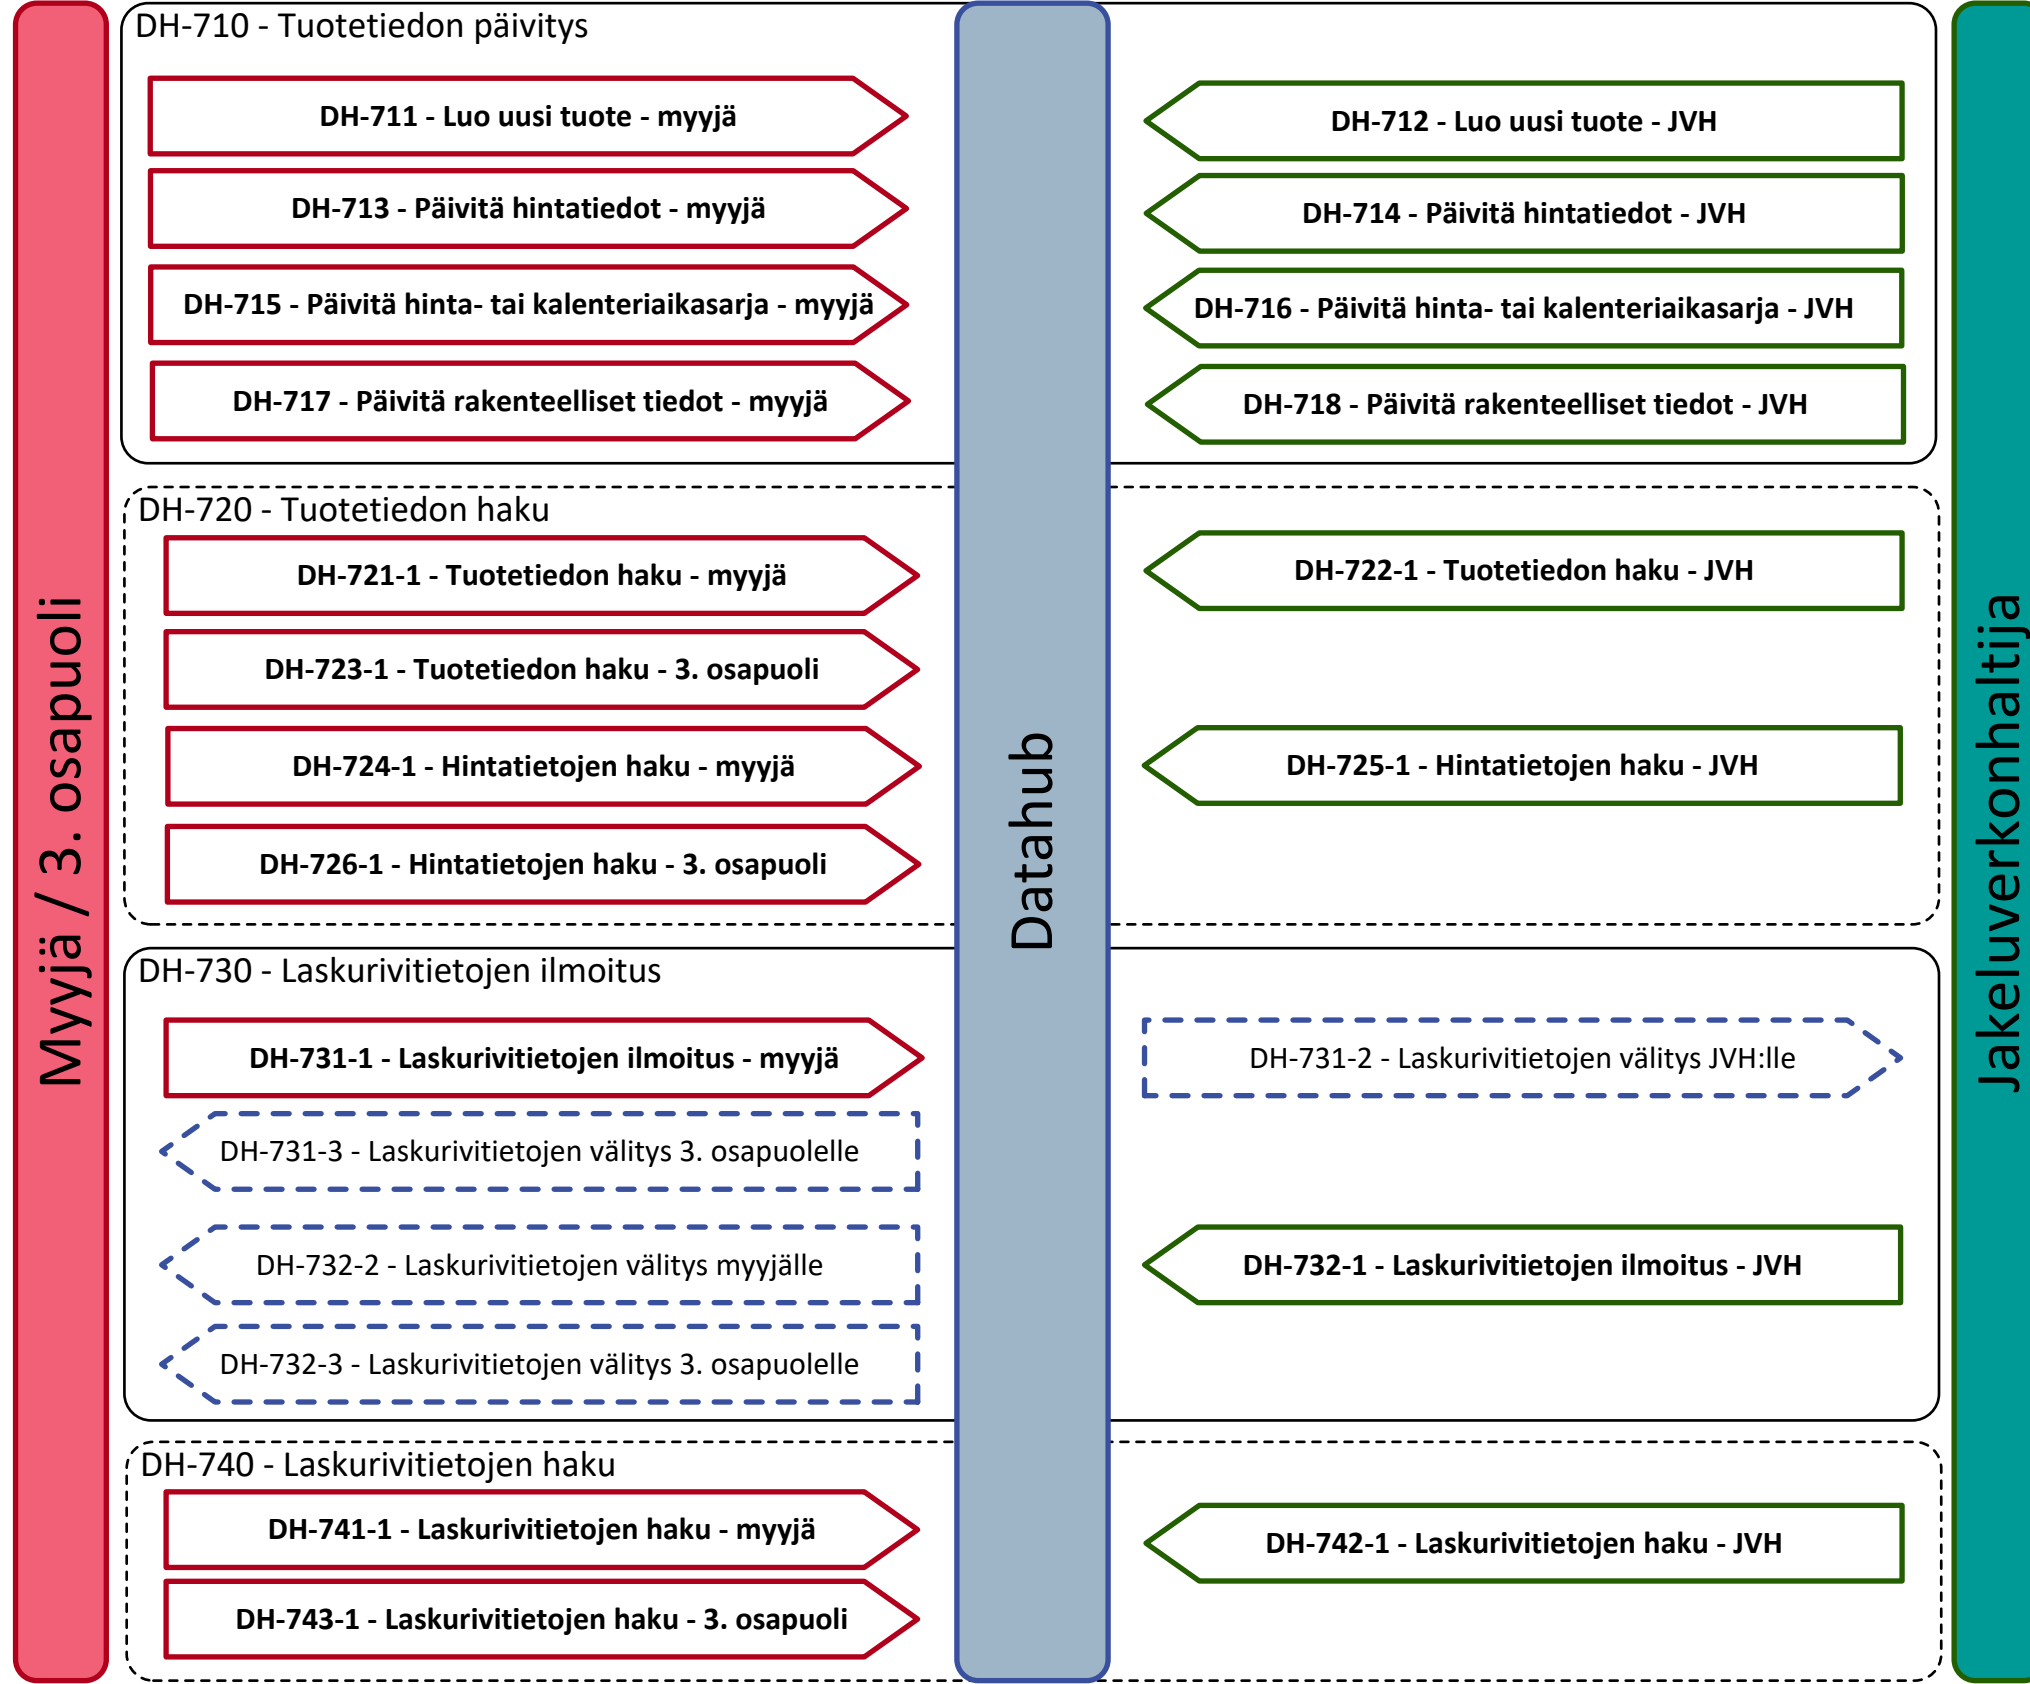 Myyjä / 3. osapuoli
DH-710 - Tuotetiedon päivitys
DH-711 - Luo uusi tuote - myyjä
DH-712 - Luo uusi tuote - JVH
DH-713 - Päivitä hintatiedot - myyjä
DH-714 - Päivitä hintatiedot - JVH
DH-715 - Päivitä hinta- tai kalenteriaikasarja - myyjä
DH-716 - Päivitä hinta- tai kalenteriaikasarja - JVH
DH-717 - Päivitä rakenteelliset tiedot - myyjä
DH-718 - Päivitä rakenteelliset tiedot - JVH
DH-720 - Tuotetiedon haku
DH-721-1 - Tuotetiedon haku - myyjä
DH-722-1 - Tuotetiedon haku - JVH
DH-723-1 - Tuotetiedon haku - 3. osapuoli
DH-724-1 - Hintatietojen haku - myyjä
DH-725-1 - Hintatietojen haku - JVH
DH-726-1 - Hintatietojen haku - 3. osapuoli
DH-730 - Laskurivitietojen ilmoitus
DH-731-1 - Laskurivitietojen ilmoitus - myyjä
DH-731-2 - Laskurivitietojen välitys JVH:lle
DH-731-3 - Laskurivitietojen välitys 3. osapuolelle
DH-732-2 - Laskurivitietojen välitys myyjälle
DH-732-1 - Laskurivitietojen ilmoitus - JVH
DH-732-3 - Laskurivitietojen välitys 3. osapuolelle
DH-740 - Laskurivitietojen haku
DH-741-1 - Laskurivitietojen haku - myyjä
DH-742-1 - Laskurivitietojen haku - JVH
DH-743-1 - Laskurivitietojen haku - 3. osapuoli
Datahub
Jakeluverkonhaltija